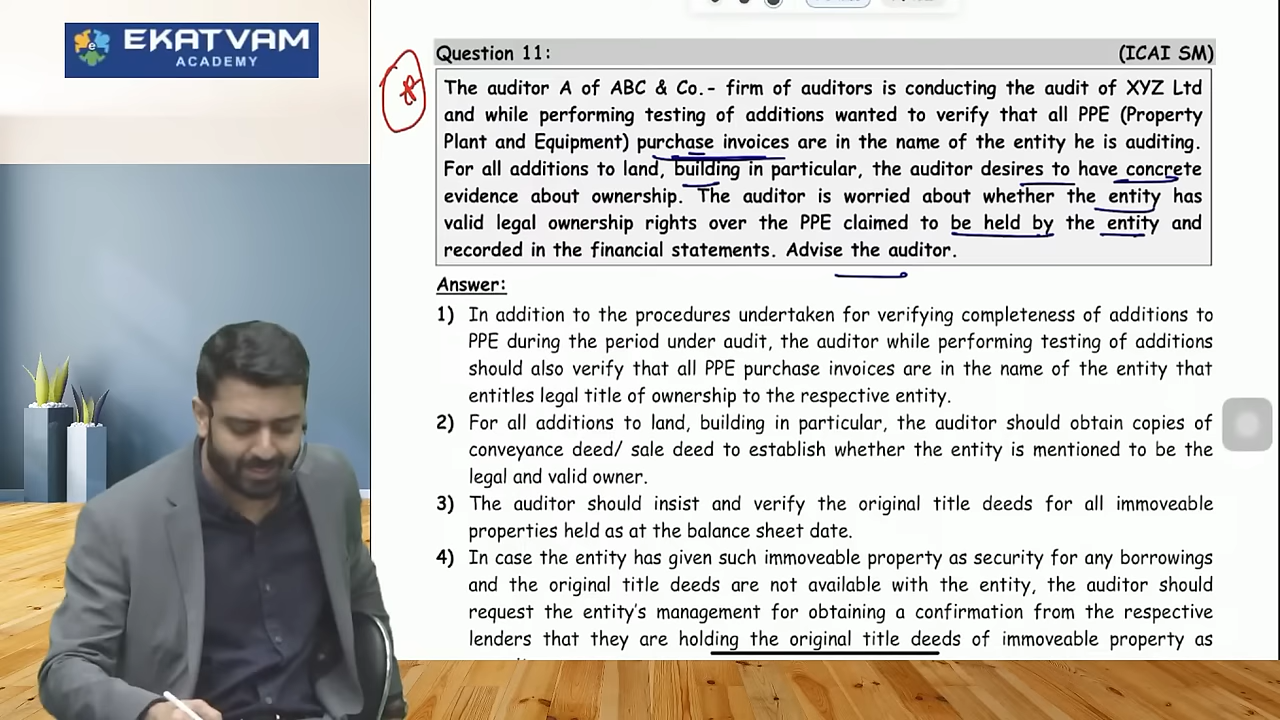 EKATVAM
ACADEMY
Question 11: (ICAI SM)
The auditor A of ABC & Co.- firm of auditors is conducting the audit of XYZ Ltd
and while performing testing of additions wanted to verify that all PPE (Property
Plant and Equipment) purchase invoices are in the name of the entity he is auditing.
For all additions to land, building in particular, the auditor desires to have concrete
evidence about ownership. The auditor is worried about whether the entity has
valid legal ownership rights over the PPE claimed to be held by the entity and
recorded in the financial statements. Advise the auditor.
Answer:
1) In addition to the procedures undertaken for verifying completeness of additions to
PPE during the period under audit, the auditor while performing testing of additions
should also verify that all PPE purchase invoices are in the name of the entity that
entitles legal title of ownership to the respective entity.
2) For all additions to land, building in particular, the auditor should obtain copies of
conveyance deed/ sale deed to establish whether the entity is mentioned to be the
legal and valid owner.
3) The auditor should insist and verify the original title deeds for all immoveable
properties held as at the balance sheet date.
4) In case the entity has given such immoveable property as security for any borrowings
and the original title deeds are not available with the entity, the auditor should
request the entity's management for obtaining a confirmation from the respective
lenders that they are holding the original title deeds of immoveable property as